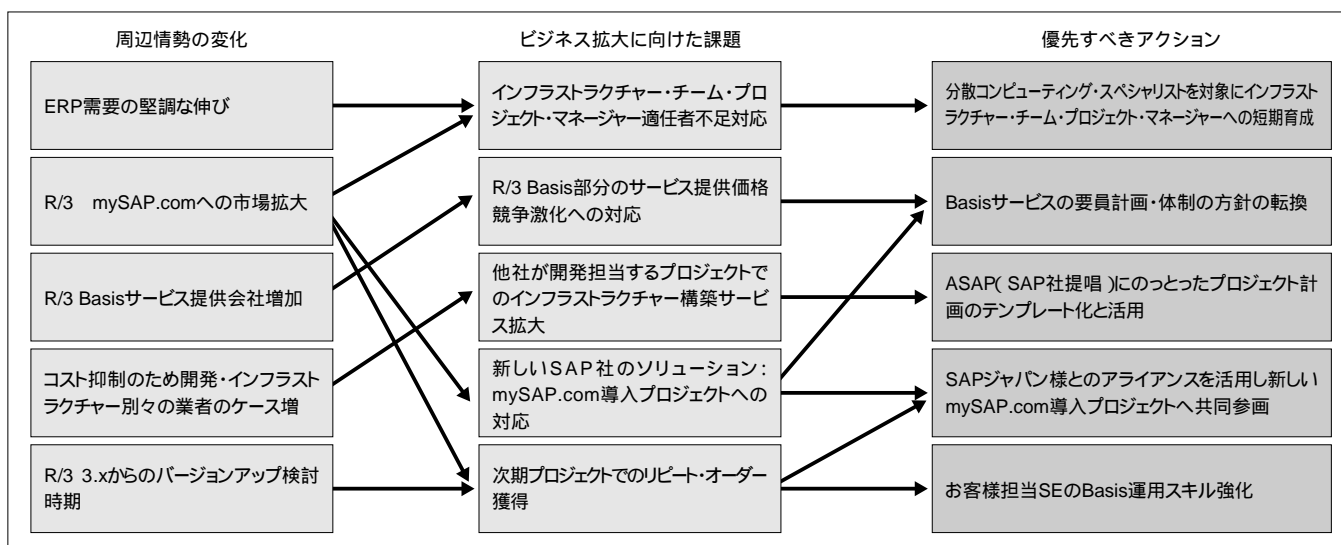 周辺情勢の変化
ERP需要の堅調な伸び
R/3　mySAP.comへの市場拡大
R/3 Basisサービス提供会社増加
コスト抑制のため開発・インフラスト
ラクチャー別々の業者のケース増
R/3 3.xからのバージョンアップ検討
時期
ビジネス拡大に向けた課題
インフラストラクチャー・チーム・プロ
ジェクト・マネージャー適任者不足対応
R/3 Basis部分のサービス提供価格
競争激化への対応
他社が開発担当するプロジェクトで
のインフラストラクチャー構築サービ
ス拡大
新しいSAP社のソリューション：
mySAP.com導入プロジェクトへの
対応
次期プロジェクトでのリピート・オーダー
獲得
優先すべきアクション
分散コンピューティング・スペシャリストを対象にインフラスト
ラクチャー・チーム・プロジェクト・マネージャーへの短期育成
Basisサービスの要員計画・体制の方針の転換
ASAP（SAP社提唱）にのっとったプロジェクト計
画のテンプレート化と活用
SAPジャパン様とのアライアンスを活用し新しい
mySAP.com導入プロジェクトへ共同参画
お客様担当SEのBasis運用スキル強化